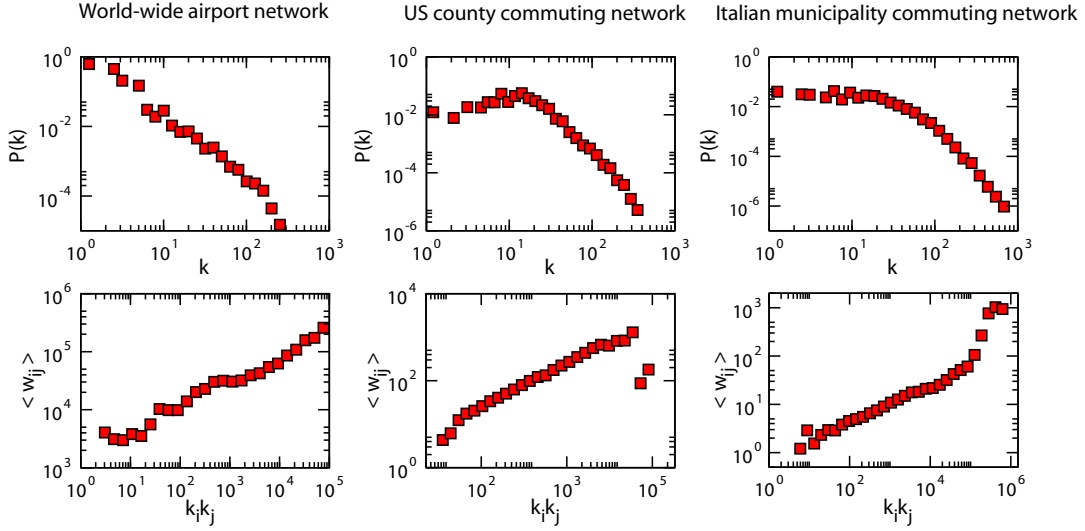 World-wide airport network
US county commuting network
Italian municipality commuting network
10^0
10^-2
10^-4
P(k)
10^0 10^1 10^2 10^3
k
10^0
10^-2
10^-4
10^-6
P(k)
10^0 10^1 10^2 10^3
k
10^0
10^-2
10^-4
10^-6
P(k)
10^0 10^1 10^2 10^3
k
10^6
10^5
10^4
10^3
< w_ij >
10^0 10^1 10^2 10^3 10^4 10^5
k_i k_j
10^4
10^2
10^0
< w_ij >
10^2 10^3 10^4 10^5
k_i k_j
10^3
10^2
10^1
10^0
< w_ij >
10^0 10^2 10^4 10^6
k_i k_j